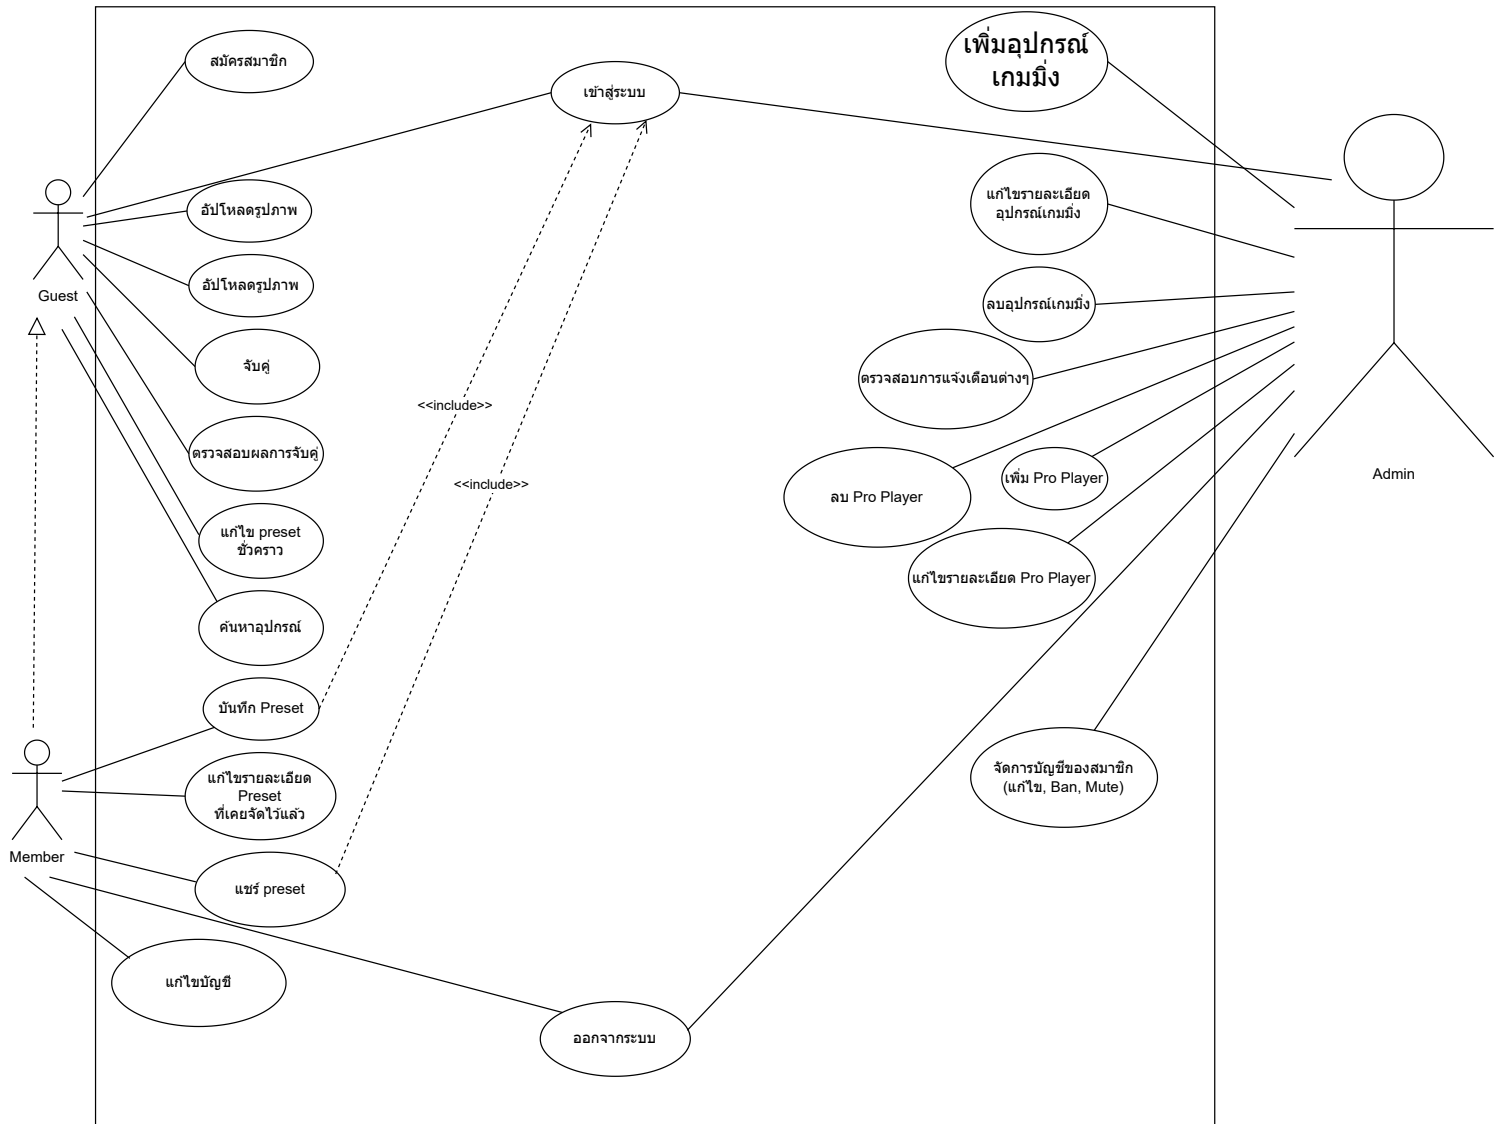 สมัครสมาชิก
เข้าสู่ระบบ
เพิ่มอุปกรณ์
เกมมิ่ง
อัปโหลดรูปภาพ
แก้ไขรายละเอียด
อุปกรณ์เกมมิ่ง
อัปโหลดรูปภาพ
Guest
ลบอุปกรณ์เกมมิ่ง
จับคู่
ตรวจสอบการแจ้งเตือนต่างๆ
<<include>>
ตรวจสอบผลการจับคู่
<<include>>
Admin
เพิ่ม Pro Player
ลบ Pro Player
แก้ไข preset
ชั่วคราว
แก้ไขรายละเอียด Pro Player
ค้นหาอุปกรณ์
บันทึก Preset
แก้ไขรายละเอียด
Preset
ที่เคยจัดไว้แล้ว
จัดการบัญชีของสมาชิก
(แก้ไข, Ban, Mute)
Member
แชร์ preset
แก้ไขบัญชี
ออกจากระบบ